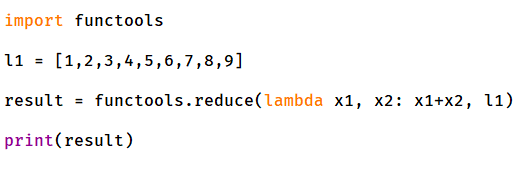 import functools
l1 = [1,2,3,4,5,6,7,8,9]
result = functools.reduce(lambda x1, x2: x1+x2, l1)
print(result)